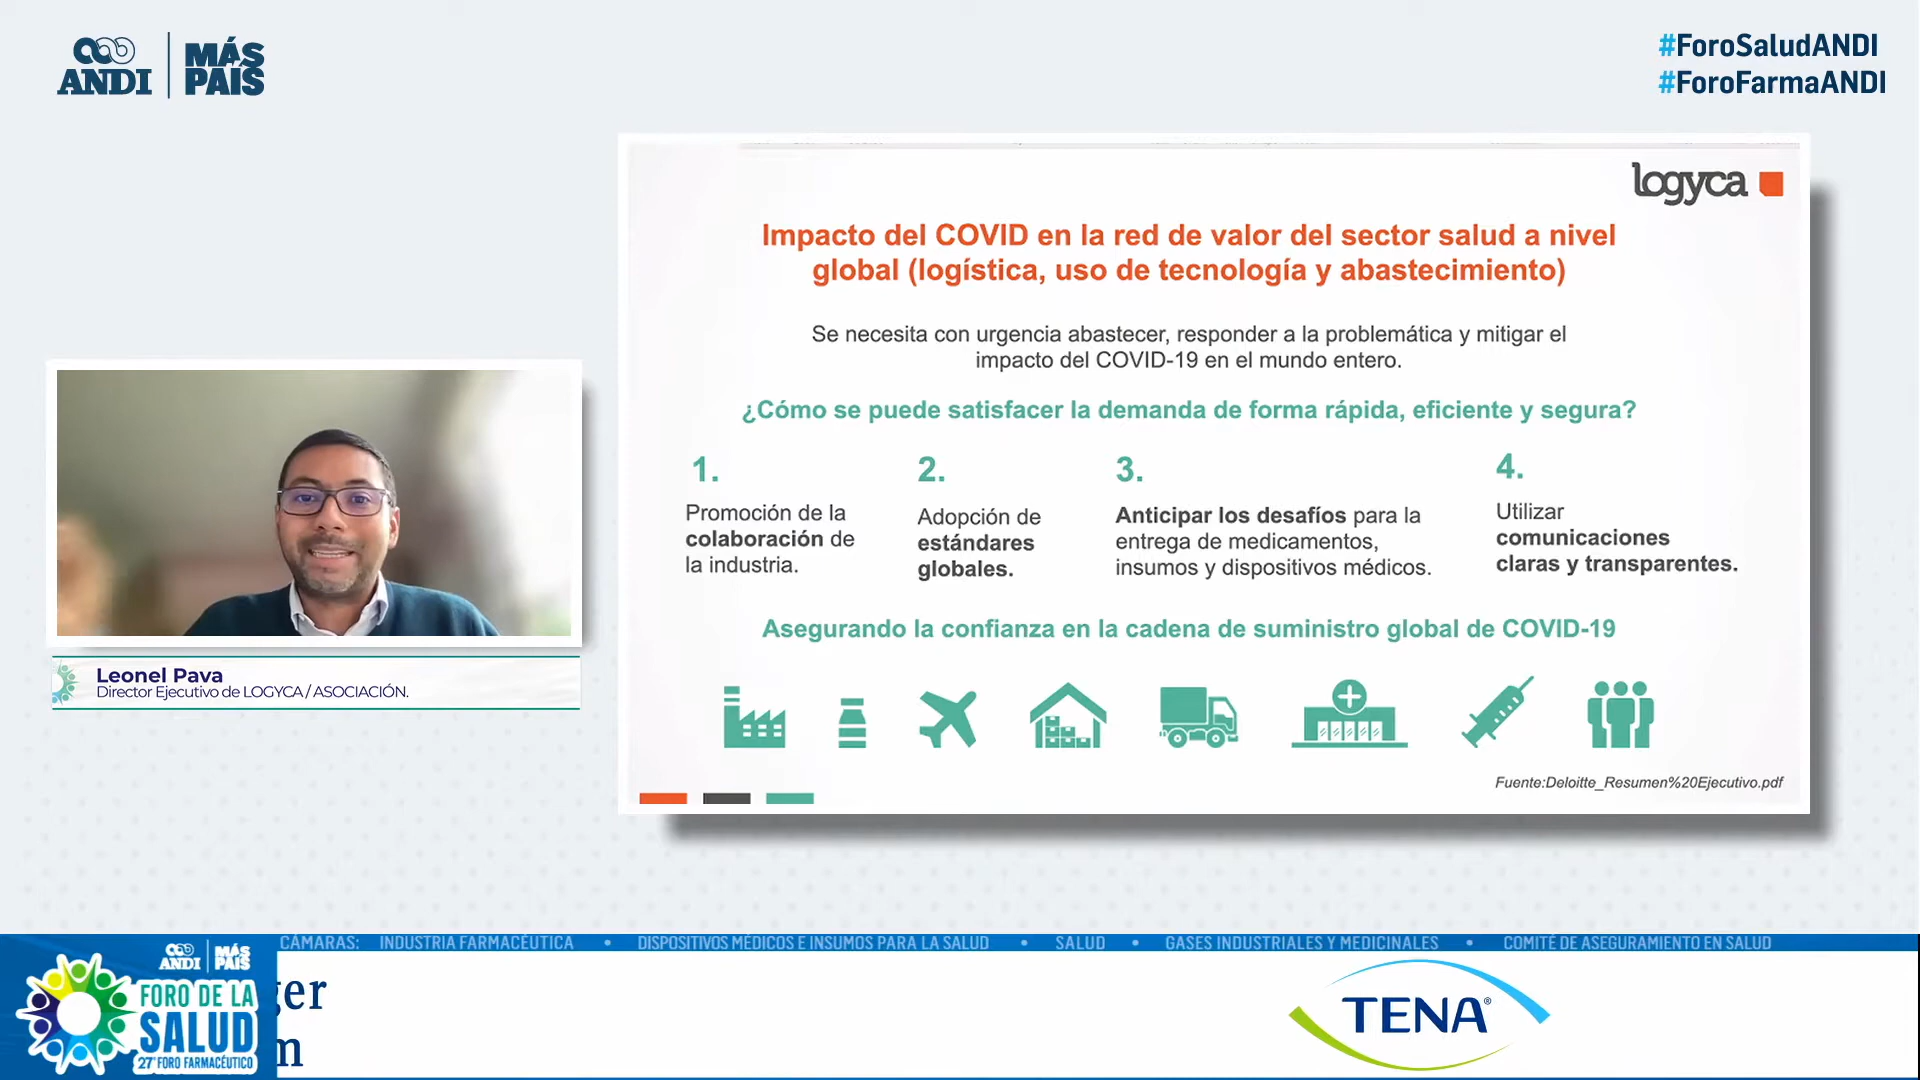 ANDI
MÁS
PAÍS
#ForoSaludANDI
#ForoFarmaANDI
logyca
Impacto del COVID en la red de valor del sector salud a nivel
global (logística, uso de tecnología y abastecimiento)
Se necesita con urgencia abastecer, responder a la problemática y mitigar el
impacto del COVID-19 en el mundo entero.
¿Cómo se puede satisfacer la demanda de forma rápida, eficiente y segura?
1.
Promoción de la
colaboración de
la industria.
2.
Adopción de
estándares
globales.
3.
Anticipar los desafíos para la
entrega de medicamentos,
insumos y dispositivos médicos.
4.
Utilizar
comunicaciones
claras y transparentes.
Asegurando la confianza en la cadena de suministro global de COVID-19
Fuente:Deloitte_Resumen%20Ejecutivo.pdf
Leonel Pava
Director Ejecutivo de LOGYCA / ASOCIACIÓN.
CÁMARAS: INDUSTRIA FARMACÉUTICA • DISPOSITIVOS MÉDICOS E INSUMOS PARA LA SALUD • SALUD • GASES INDUSTRIALES Y MEDICINALES • COMITÉ DE ASEGURAMIENTO EN SALUD
ANDI
MÁS
PAÍS
FORO DE LA
SALUD
27° FORO FARMACÉUTICO
ger
m
TENA®